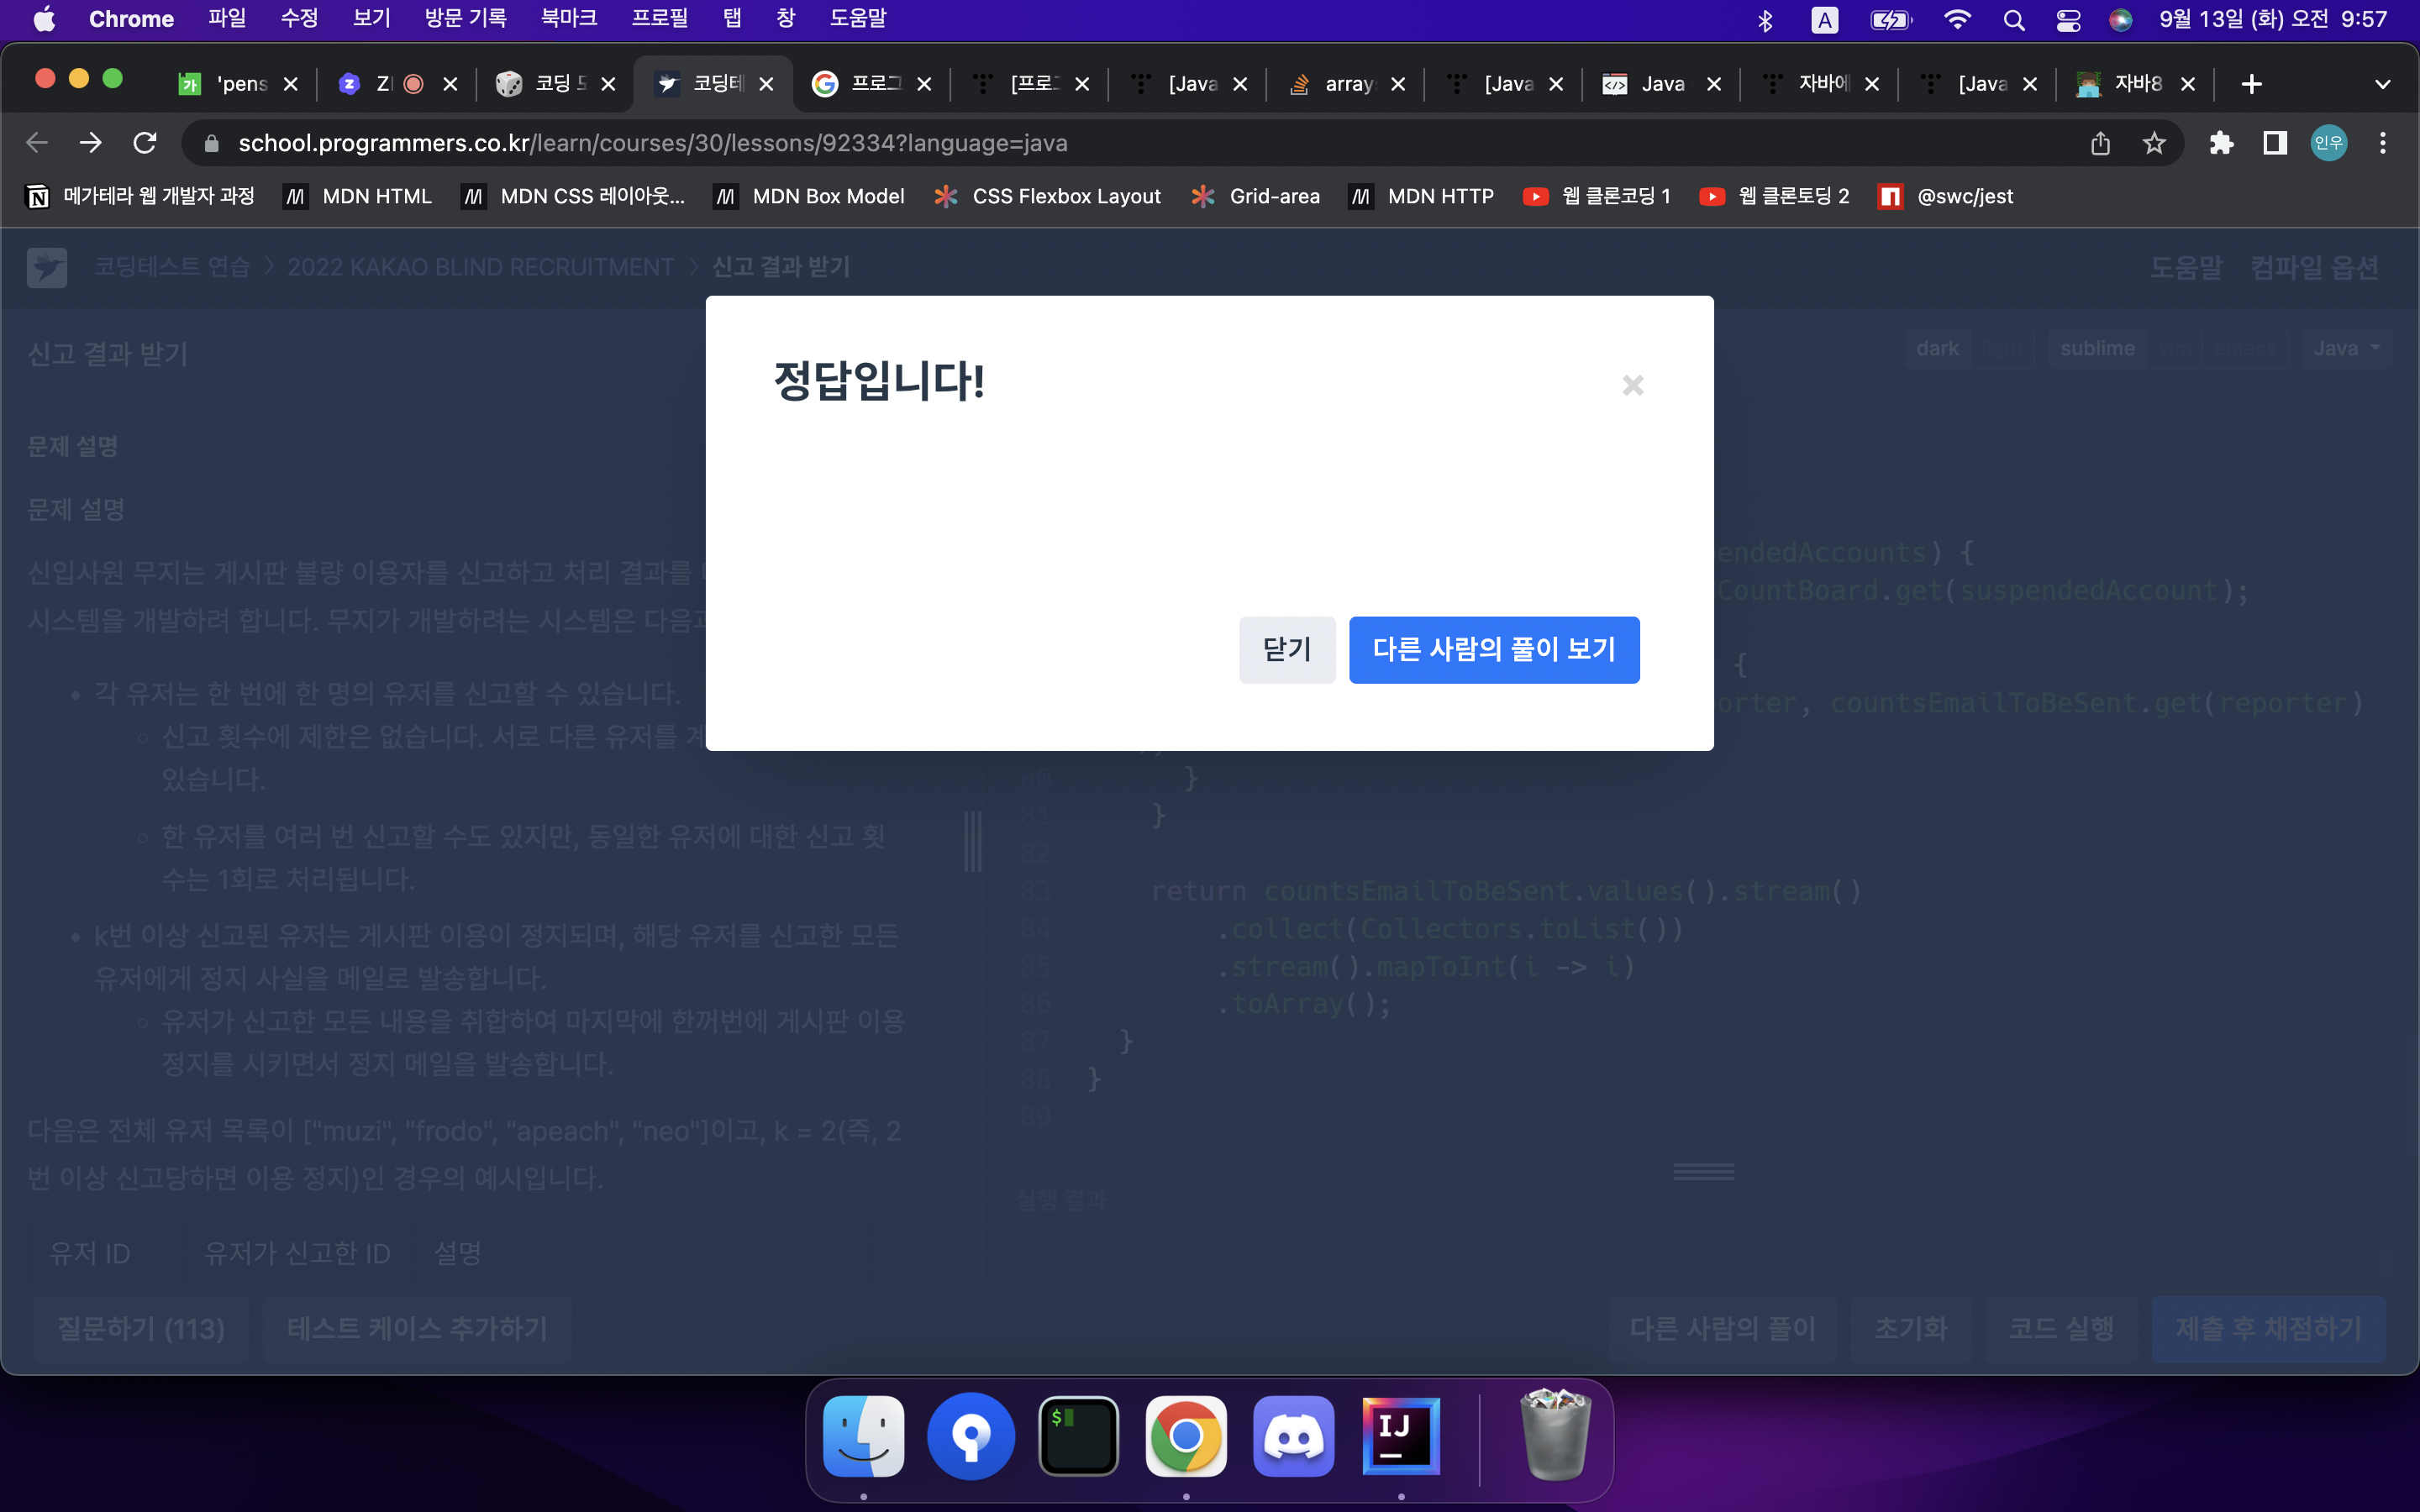 Chrome 파일 수정 보기 방문 기록 북마크 프로필 탭 창 도움말
A 9월 13일 (화) 오전 9:57
'pens 코딩 코딩테 프로그 [프로그 [Java array [Java Java 자바에 [Java 자바8
school.programmers.co.kr/learn/courses/30/lessons/92334?language=java
인우
메가테라 웹 개발자 과정 MDN HTML MDN CSS 레이아웃... MDN Box Model CSS Flexbox Layout Grid-area MDN HTTP 웹 클론코딩 1 웹 클론토딩 2 @swc/jest
코딩테스트 연습 > 2022 KAKAO BLIND RECRUITMENT > 신고 결과 받기
도움말 컴파일 옵션
신고 결과 받기
dark light sublime vim emacs Java
정답입니다!
닫기 다른 사람의 풀이 보기
문제 설명
문제 설명
신입사원 무지는 게시판 불량 이용자를 신고하고 처리 결과를
시스템을 개발하려 합니다. 무지가 개발하려는 시스템은
• 각 유저는 한 번에 한 명의 유저를 신고할 수 있습니다.
◦ 신고 횟수에 제한은 없습니다. 서로 다른 유저를
있습니다.
◦ 한 유저를 여러 번 신고할 수도 있지만, 동일한 유저에 대한 신고 횟
수는 1회로 처리됩니다.
• k번 이상 신고된 유저는 게시판 이용이 정지되며, 해당 유저를 신고한 모든
유저에게 정지 사실을 메일로 발송합니다.
◦ 유저가 신고한 모든 내용을 취합하여 마지막에 한꺼번에 게시판 이용
정지를 시키면서 정지 메일을 발송합니다.
다음은 전체 유저 목록이 ["muzi", "frodo", "apeach", "neo"]이고, k = 2(즉, 2
번 이상 신고당하면 이용 정지)인 경우의 예시입니다.
유저 ID 유저가 신고한 ID 설명
endedAccounts) {
CountBoard.get(suspendedAccount);
{
orter, countsEmailToBeSent.get(reporter)
80 }
81 }
82
83 return countsEmailToBeSent.values().stream()
84 .collect(Collectors.toList())
85 .stream().mapToInt(i -> i)
86 .toArray();
87 }
88 }
89
실행 결과
질문하기 (113) 테스트 케이스 추가하기
다른 사람의 풀이 초기화 코드 실행 제출 후 채점하기
$
IJ